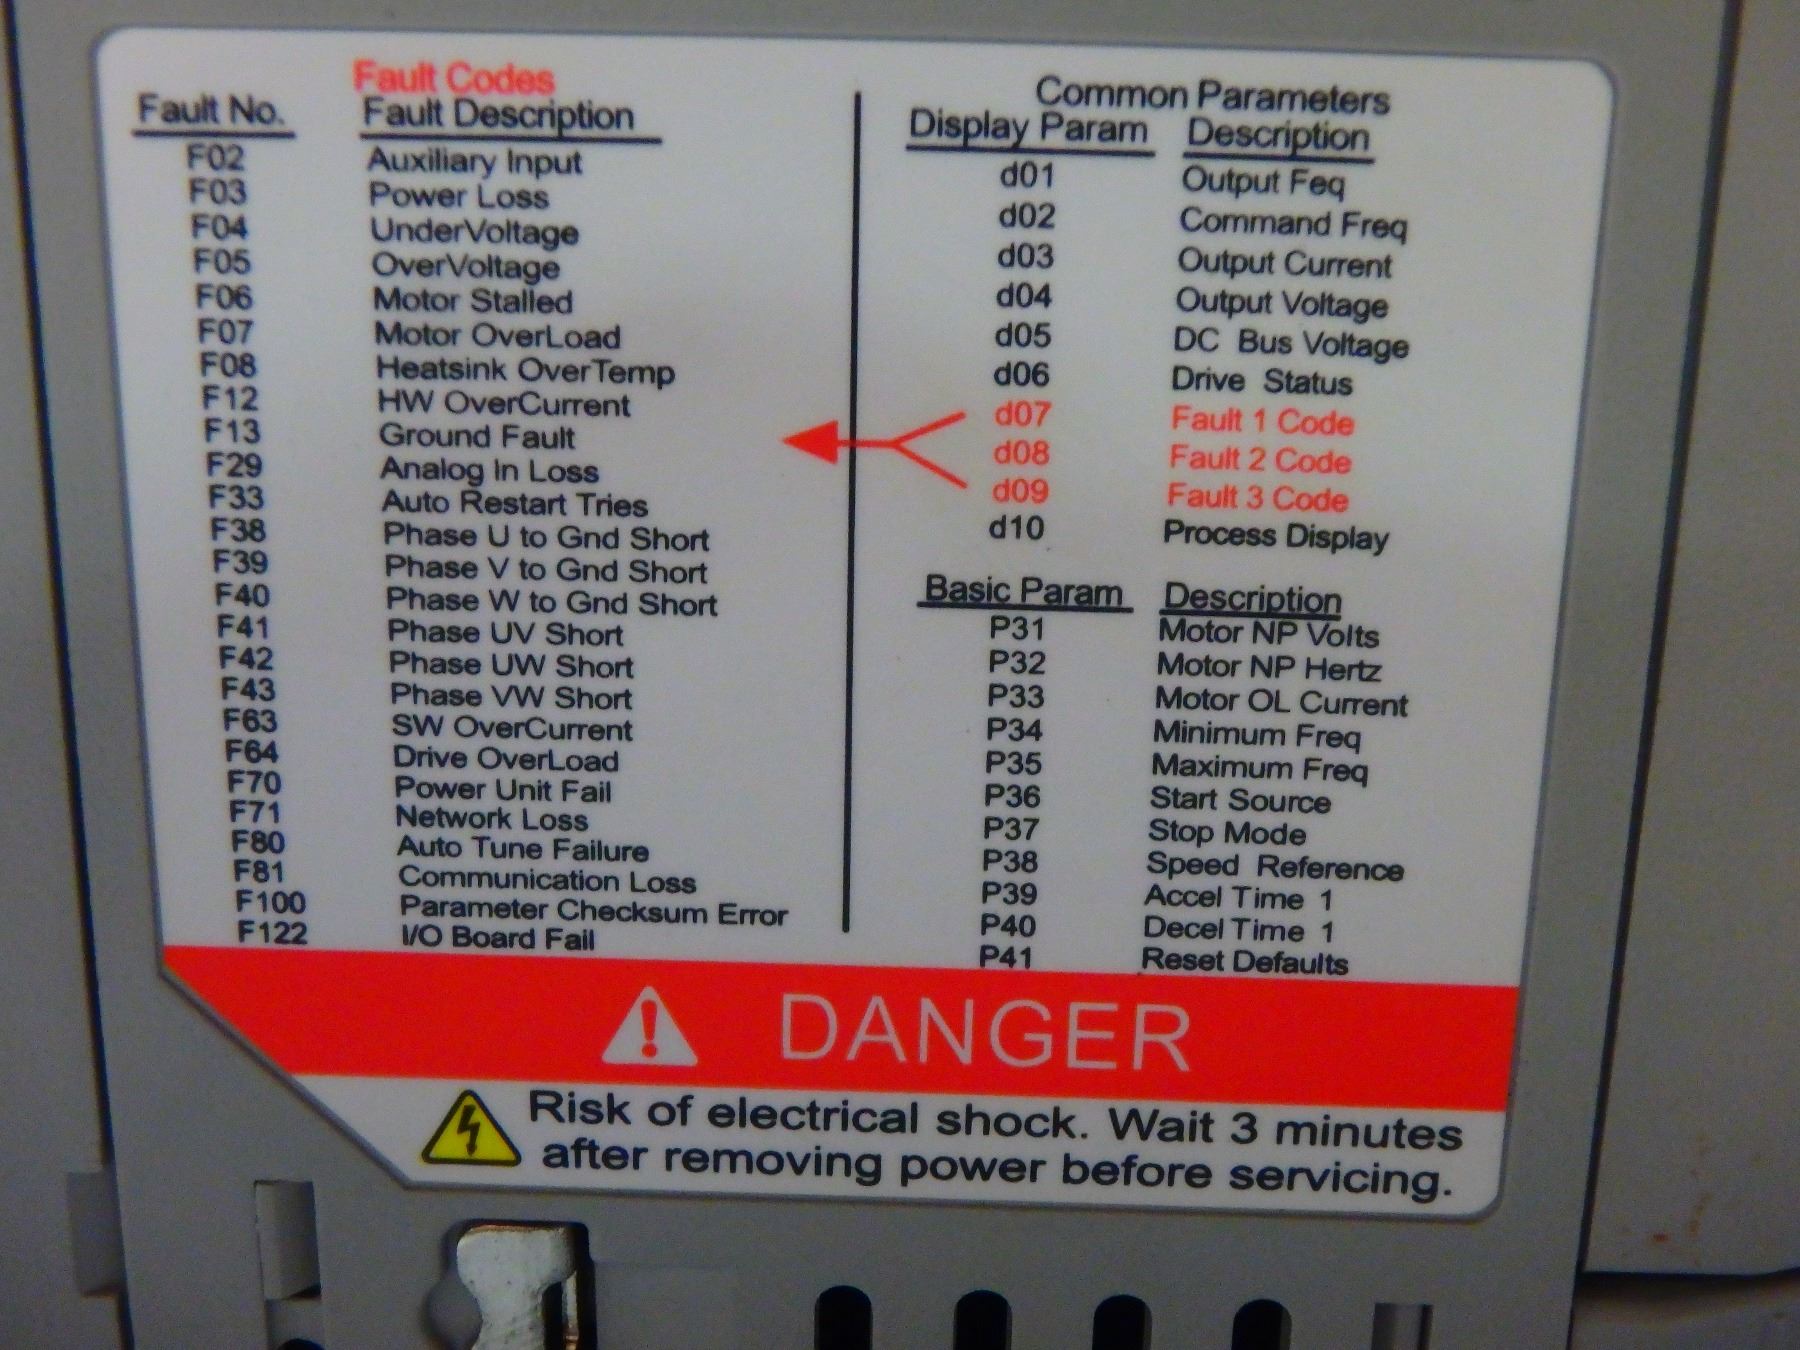 Fault Codes
Fault No. Fault Description
F02 Auxiliary Input
F03 Power Loss
F04 UnderVoltage
F05 OverVoltage
F06 Motor Stalled
F07 Motor OverLoad
F08 Heatsink OverTemp
F12 HW OverCurrent
F13 Ground Fault
F29 Analog In Loss
F33 Auto Restart Tries
F38 Phase U to Gnd Short
F39 Phase V to Gnd Short
F40 Phase W to Gnd Short
F41 Phase UV Short
F42 Phase UW Short
F43 Phase VW Short
F63 SW OverCurrent
F64 Drive OverLoad
F70 Power Unit Fail
F71 Network Loss
F80 Auto Tune Failure
F81 Communication Loss
F100 Parameter Checksum Error
F122 I/O Board Fail
Common Parameters
Display Param Description
d01 Output Feq
d02 Command Freq
d03 Output Current
d04 Output Voltage
d05 DC Bus Voltage
d06 Drive Status
d07 Fault 1 Code
d08 Fault 2 Code
d09 Fault 3 Code
d10 Process Display
Basic Param Description
P31 Motor NP Volts
P32 Motor NP Hertz
P33 Motor OL Current
P34 Minimum Freq
P35 Maximum Freq
P36 Start Source
P37 Stop Mode
P38 Speed Reference
P39 Accel Time 1
P40 Decel Time 1
P41 Reset Defaults
DANGER
Risk of electrical shock. Wait 3 minutes
after removing power before servicing.